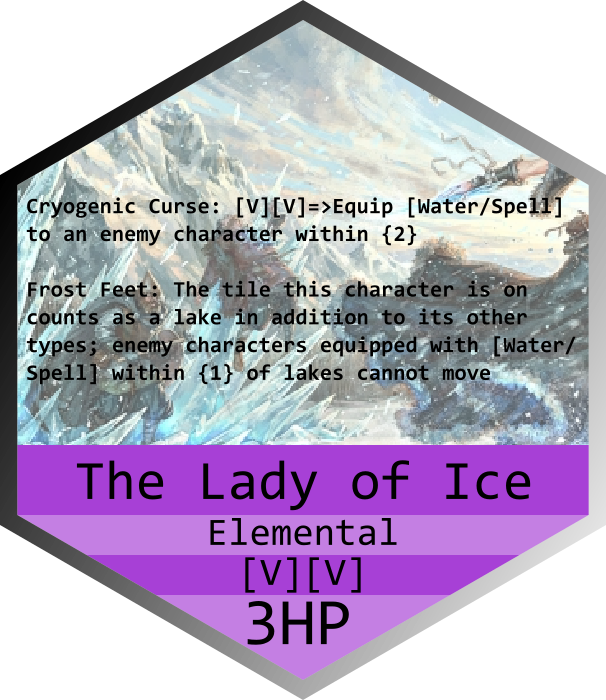 Cryogenic Curse: [V][V]=>Equip [Water/Spell]
to an enemy character within {2}
Frost Feet: The tile this character is on
counts as a lake in addition to its other
types; enemy characters equipped with [Water/
Spell] within {1} of lakes cannot move
The Lady of Ice
Elemental
[V][V]
3HP